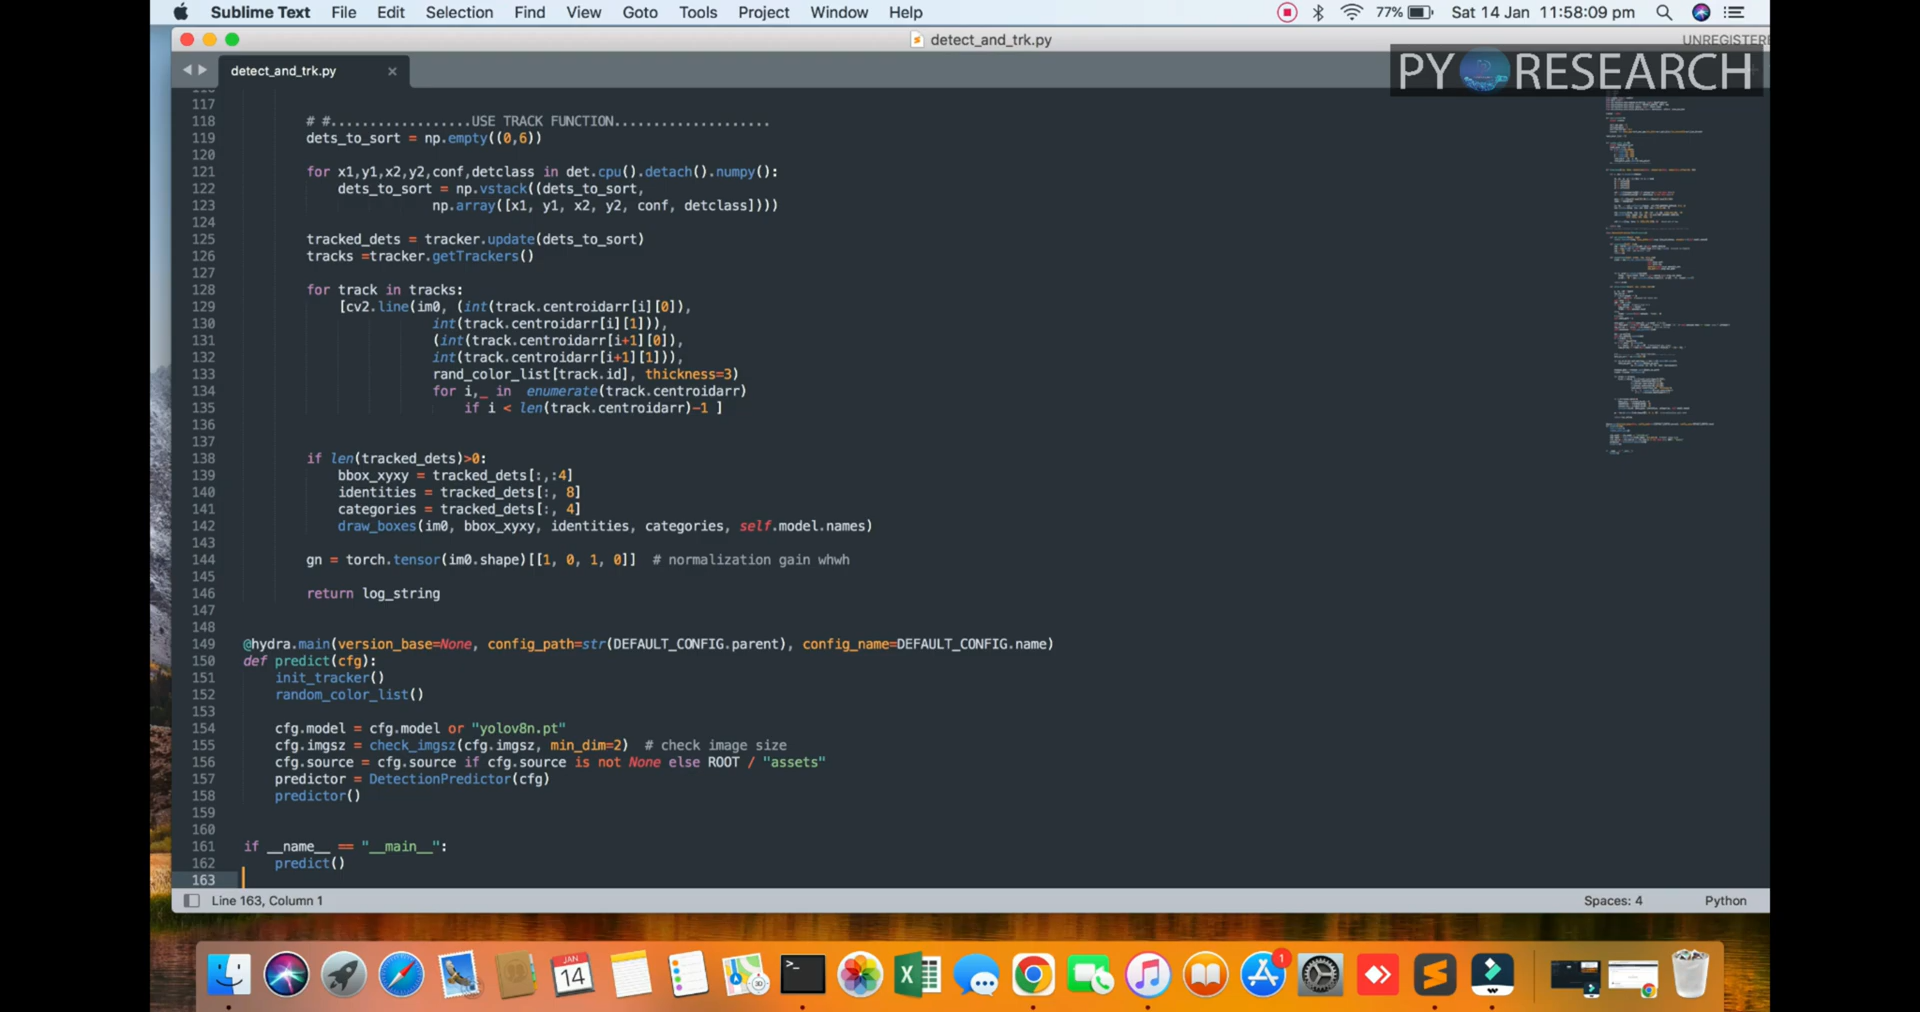 Sublime Text File Edit Selection Find View Goto Tools Project Window Help 77% Sat 14 Jan 11:58:09 pm
detect_and_trk.py
PY RESEARCH
detect_and_trk.py ×
117
118 # #..................USE TRACK FUNCTION....................
119 dets_to_sort = np.empty((0,6))
120
121 for x1,y1,x2,y2,conf,detclass in det.cpu().detach().numpy():
122 dets_to_sort = np.vstack((dets_to_sort,
123 np.array([x1, y1, x2, y2, conf, detclass])))
124
125 tracked_dets = tracker.update(dets_to_sort)
126 tracks =tracker.getTrackers()
127
128 for track in tracks:
129 [cv2.line(im0, (int(track.centroidarr[i][0]),
130 int(track.centroidarr[i][1])),
131 (int(track.centroidarr[i+1][0]),
132 int(track.centroidarr[i+1][1])),
133 rand_color_list[track.id], thickness=3)
134 for i,_ in enumerate(track.centroidarr)
135 if i < len(track.centroidarr)-1 ]
136
137
138 if len(tracked_dets)>0:
139 bbox_xyxy = tracked_dets[:,:4]
140 identities = tracked_dets[:, 8]
141 categories = tracked_dets[:, 4]
142 draw_boxes(im0, bbox_xyxy, identities, categories, self.model.names)
143
144 gn = torch.tensor(im0.shape)[[1, 0, 1, 0]] # normalization gain whwh
145
146 return log_string
147
148
149 @hydra.main(version_base=None, config_path=str(DEFAULT_CONFIG.parent), config_name=DEFAULT_CONFIG.name)
150 def predict(cfg):
151 init_tracker()
152 random_color_list()
153
154 cfg.model = cfg.model or "yolov8n.pt"
155 cfg.imgsz = check_imgsz(cfg.imgsz, min_dim=2) # check image size
156 cfg.source = cfg.source if cfg.source is not None else ROOT / "assets"
157 predictor = DetectionPredictor(cfg)
158 predictor()
159
160
161 if __name__ == "__main__":
162 predict()
163
Line 163, Column 1 Spaces: 4 Python
JAN
14
1